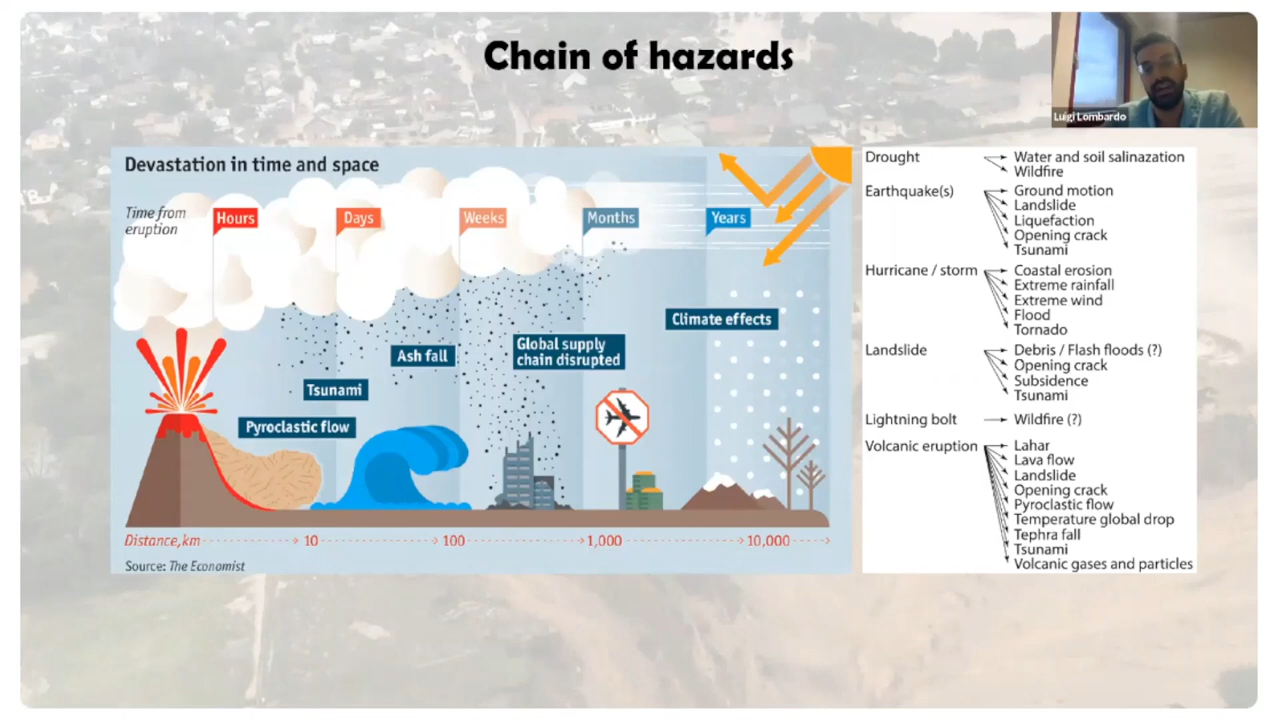 Chain of hazards
Luigi Lombardo
Devastation in time and space
Time from
eruption
Hours
Days
Weeks
Months
Years
Climate effects
Global supply
chain disrupted
Ash fall
Tsunami
Pyroclastic flow
Distance, km
10
100
1,000
10,000
Source: The Economist
Drought
Water and soil salinazation
Wildfire
Earthquake(s)
Ground motion
Landslide
Liquefaction
Opening crack
Tsunami
Hurricane / storm
Coastal erosion
Extreme rainfall
Extreme wind
Flood
Tornado
Landslide
Debris / Flash floods (?)
Opening crack
Subsidence
Tsunami
Lightning bolt
Wildfire (?)
Volcanic eruption
Lahar
Lava flow
Landslide
Opening crack
Pyroclastic flow
Temperature global drop
Tephra fall
Tsunami
Volcanic gases and particles